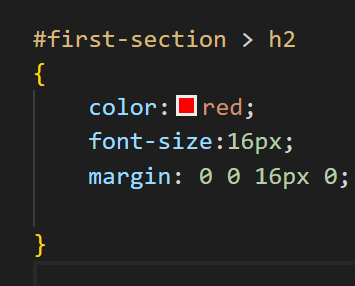 #first-section > h2
{
color:red;
font-size:16px;
margin: 0 0 16px 0;
}